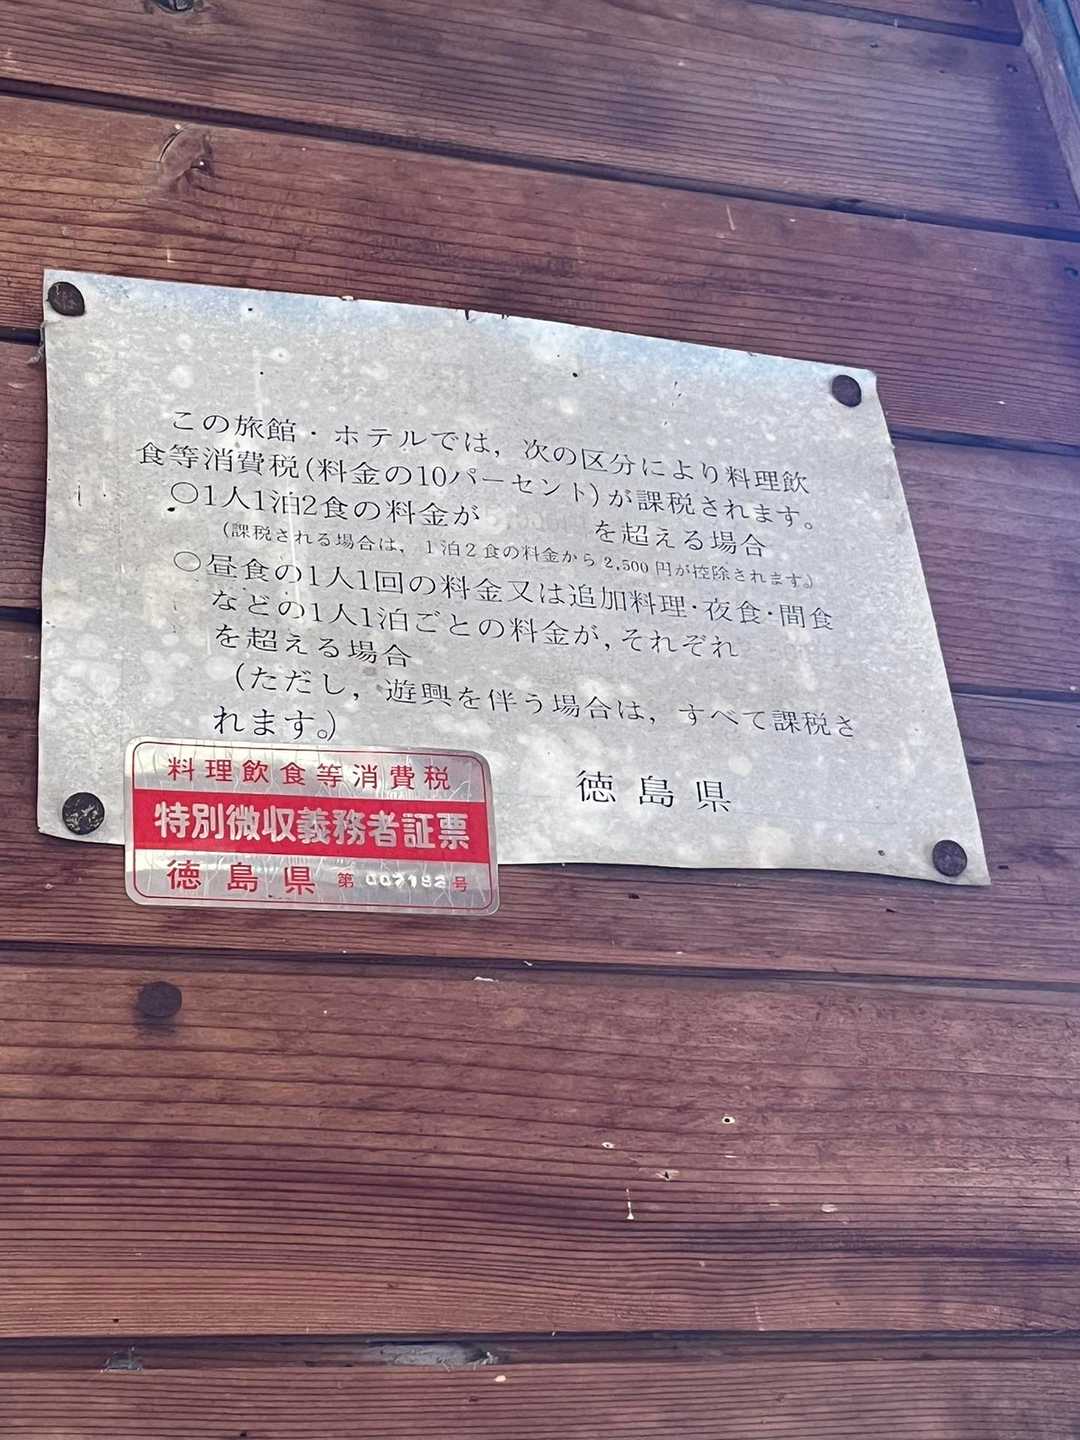 この旅館・ホテルでは，次の区分により料理飲
食等消費税(料金の10パーセント)が課税されます。
○1人1泊2食の料金が を超える場合
(課税される場合は，1泊2食の料金から2,500円が控除されます。)
○昼食の1人1回の料金又は追加料理・夜食・間食
などの1人1泊ごとの料金が，それぞれ
を超える場合
(ただし，遊興を伴う場合は，すべて課税さ
れます。)
徳島県
料理飲食等消費税
特別徴収義務者証票
徳島県 第 007192 号